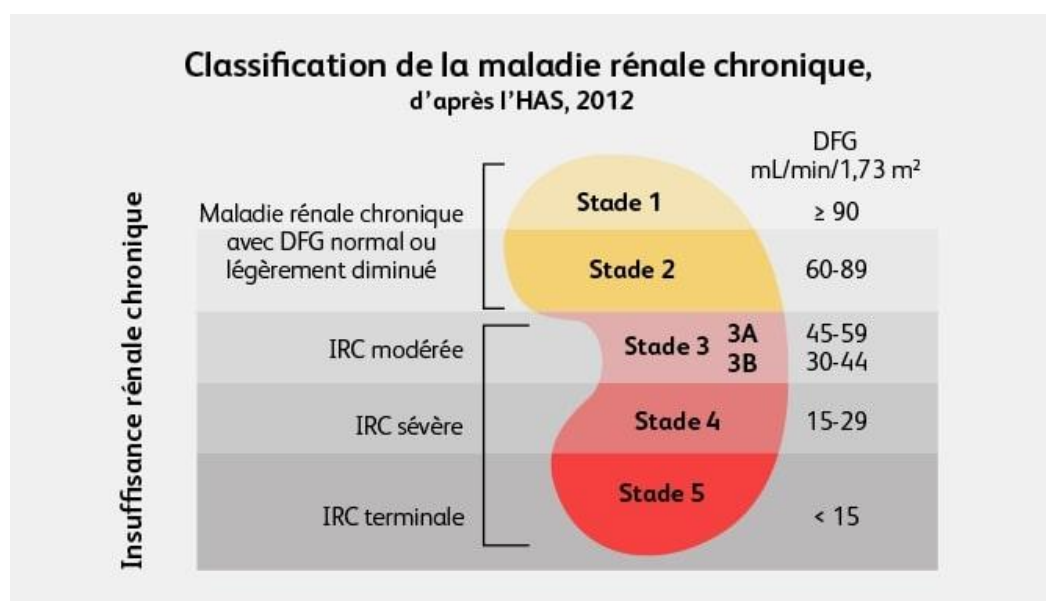 Classification de la maladie rénale chronique,
d'après l'HAS, 2012
DFG
mL/min/1,73 m²
Insuffisance rénale chronique
Maladie rénale chronique
avec DFG normal ou
légèrement diminué
Stade 1
≥ 90
Stade 2
60-89
IRC modérée
Stade 3
3A
45-59
3B
30-44
IRC sévère
Stade 4
15-29
IRC terminale
Stade 5
< 15